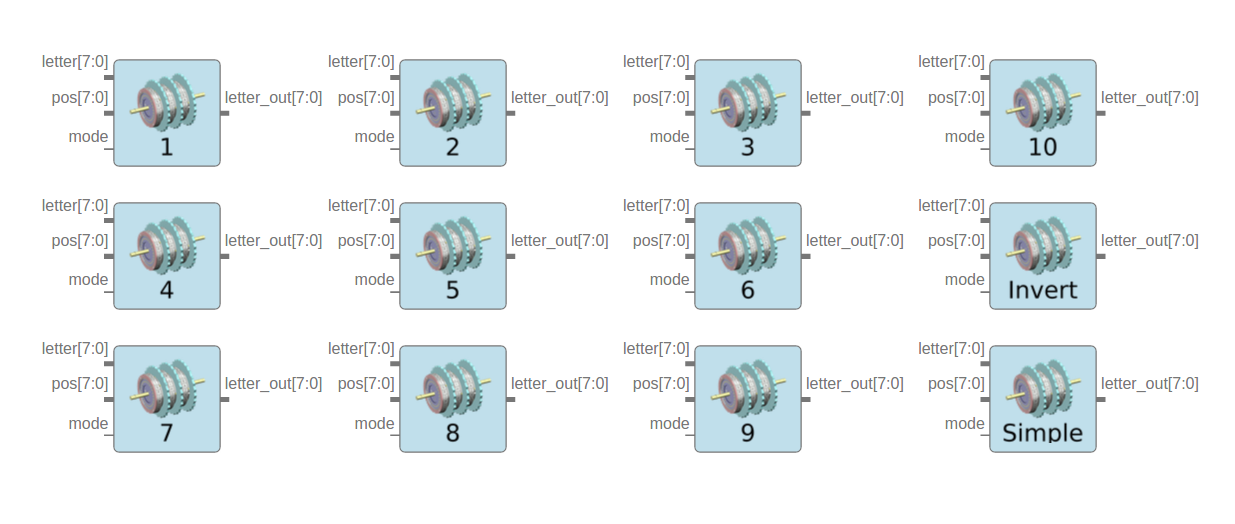 letter[7:0] letter[7:0] letter[7:0] letter[7:0]
pos[7:0] letter_out[7:0] pos[7:0] letter_out[7:0] pos[7:0] letter_out[7:0] pos[7:0] letter_out[7:0]
mode mode mode mode
1 2 3 10
letter[7:0] letter[7:0] letter[7:0] letter[7:0]
pos[7:0] letter_out[7:0] pos[7:0] letter_out[7:0] pos[7:0] letter_out[7:0] pos[7:0] letter_out[7:0]
mode mode mode mode
4 5 6 Invert
letter[7:0] letter[7:0] letter[7:0] letter[7:0]
pos[7:0] letter_out[7:0] pos[7:0] letter_out[7:0] pos[7:0] letter_out[7:0] pos[7:0] letter_out[7:0]
mode mode mode mode
7 8 9 Simple